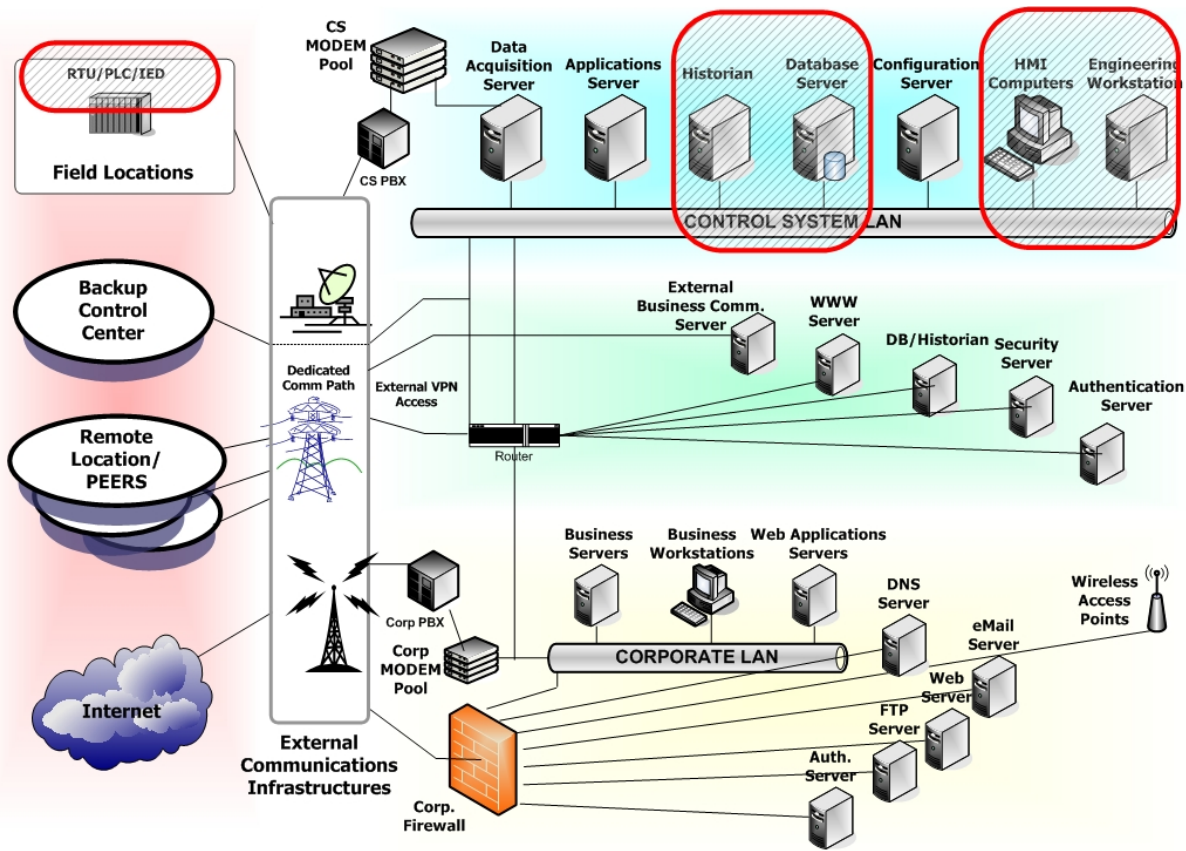 RTU/PLC/IED
Field Locations
CS
MODEM
Pool
CS PBX
Data
Acquisition
Server
Applications
Server
Historian
Database
Server
Configuration
Server
HMI
Computers
Engineering
Workstation
CONTROL SYSTEM LAN
Backup
Control
Center
Dedicated
Comm Path
External VPN
Access
External
Business Comm.
Server
WWW
Server
DB/Historian
Security
Server
Authentication
Server
Router
Remote
Location/
PEERS
Business
Servers
Business
Workstations
Web Applications
Servers
DNS
Server
Wireless
Access
Points
eMail
Server
Corp PBX
Corp
MODEM
Pool
CORPORATE LAN
Web
Server
FTP
Server
Auth.
Server
Internet
External
Communications
Infrastructures
Corp.
Firewall